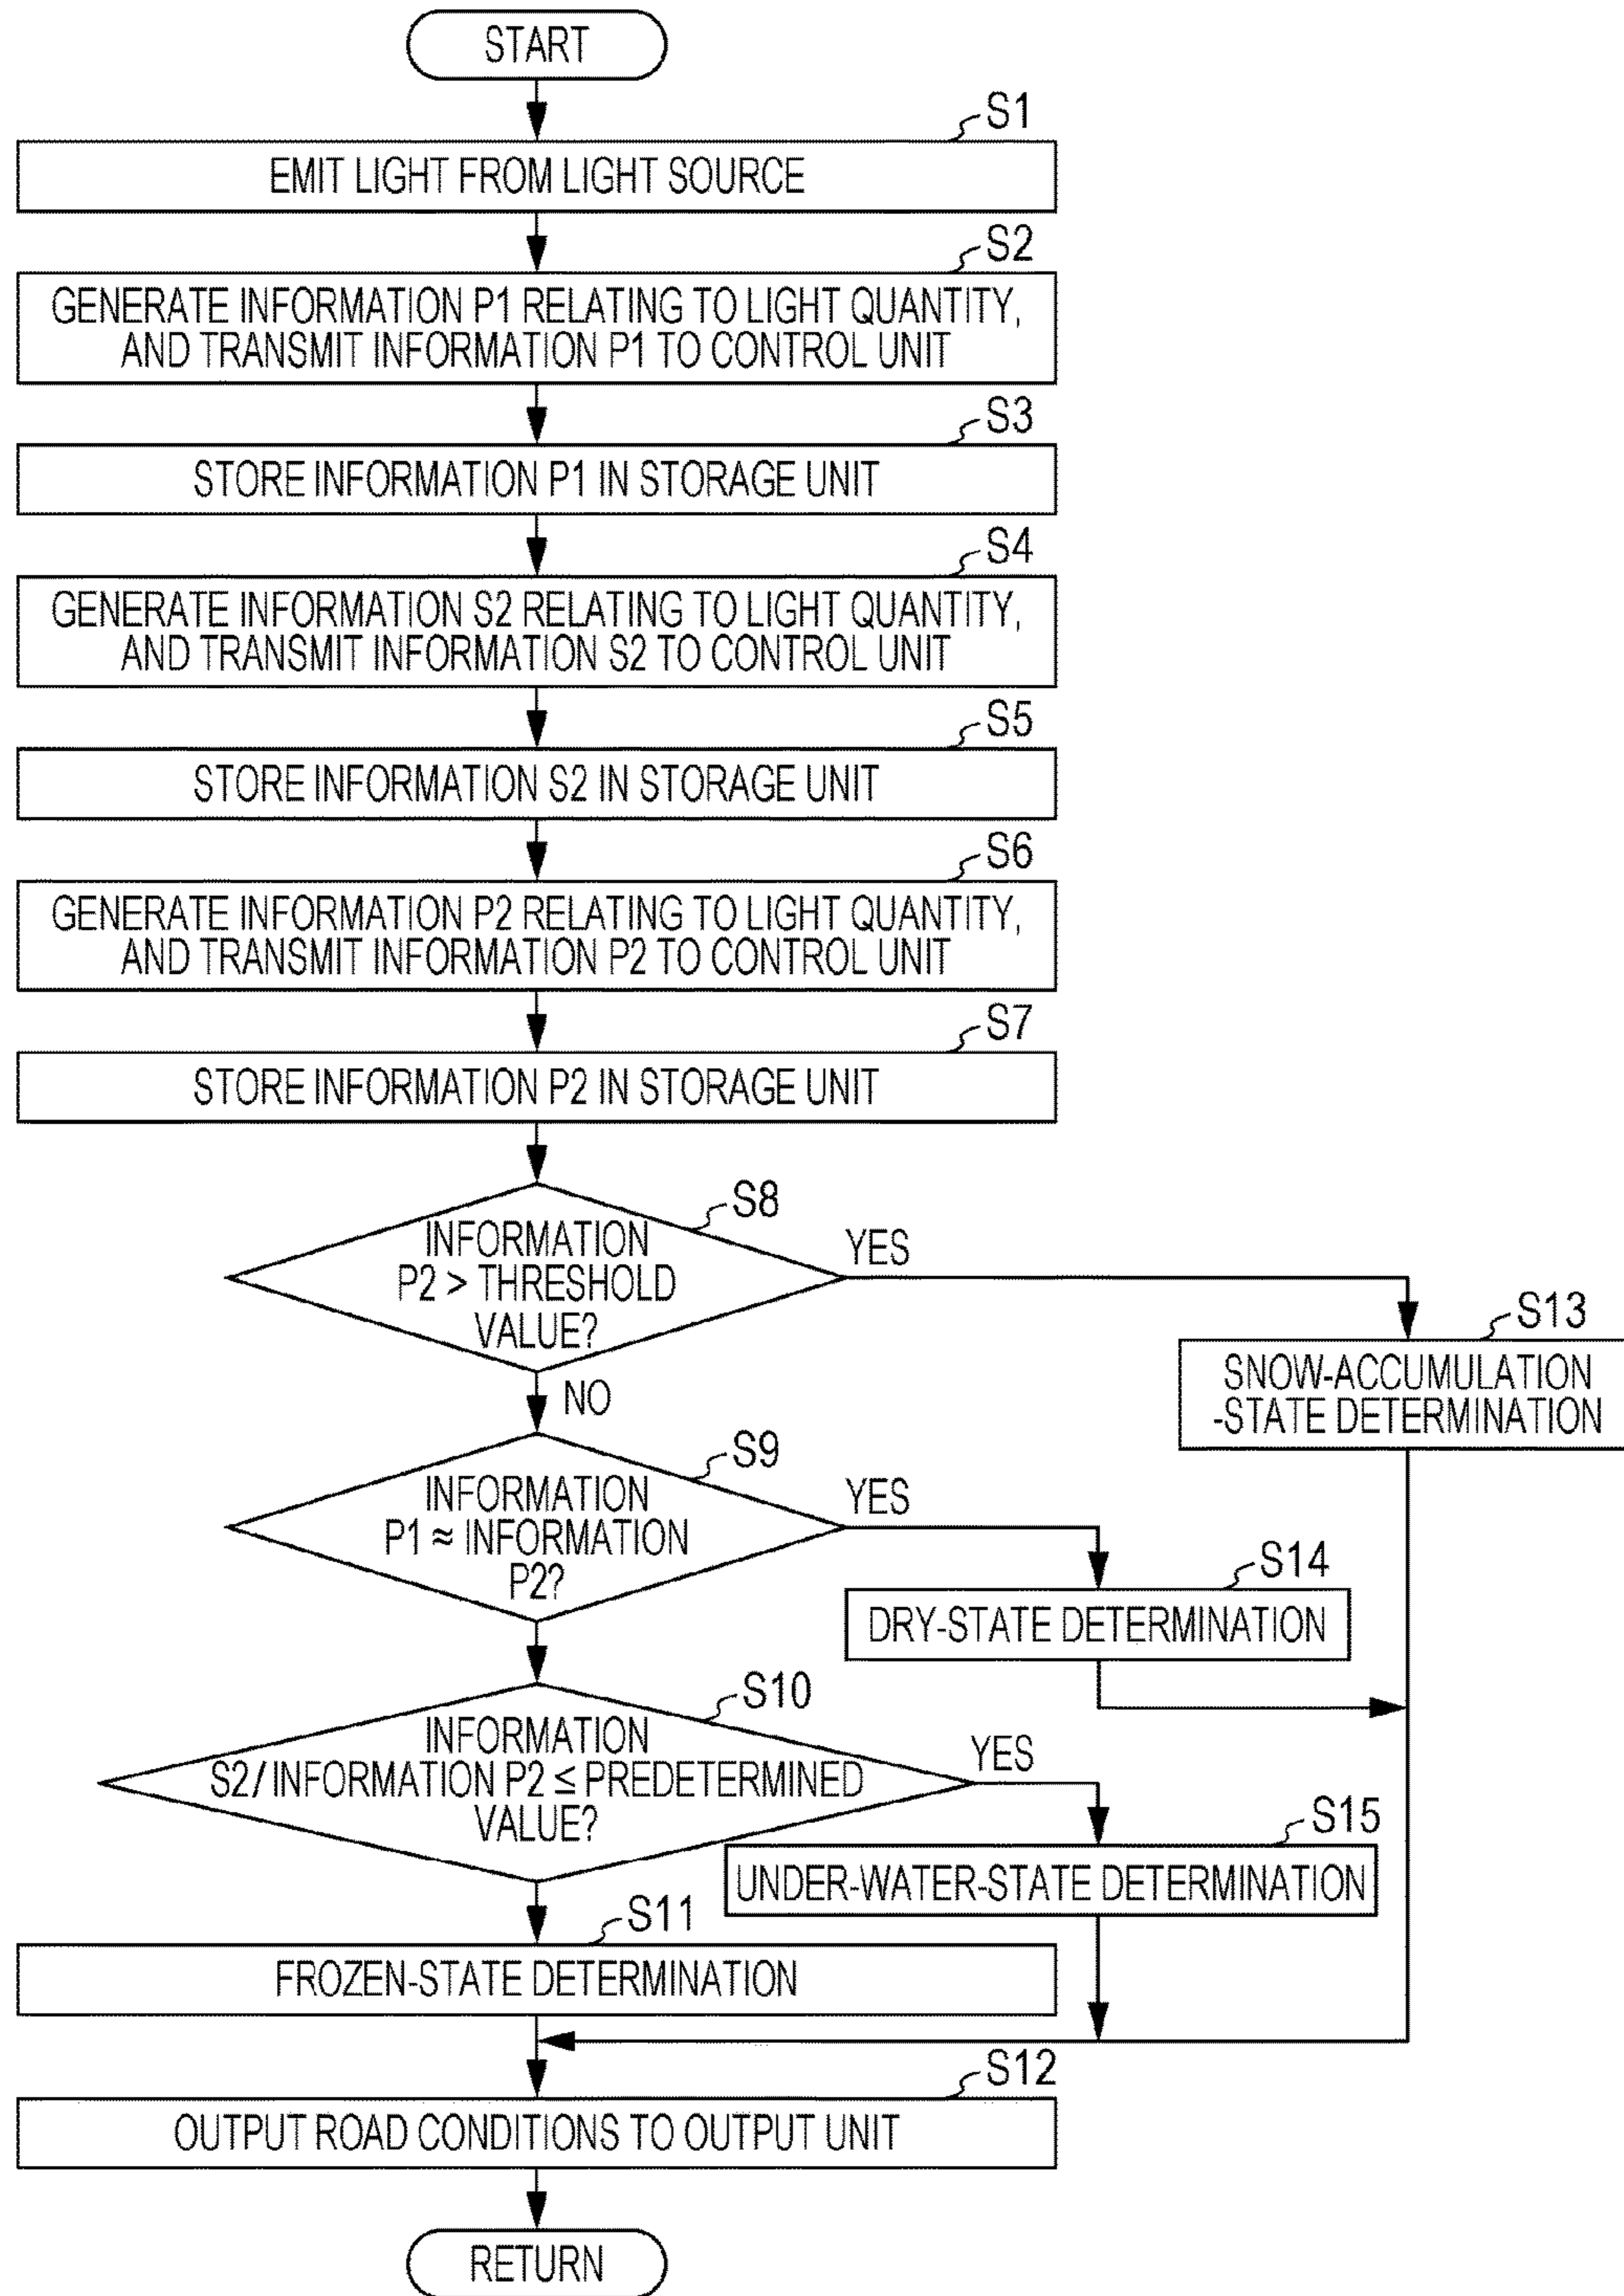 START
S1
EMIT LIGHT FROM LIGHT SOURCE
S2
GENERATE INFORMATION P1 RELATING TO LIGHT QUANTITY,
AND TRANSMIT INFORMATION P1 TO CONTROL UNIT
S3
STORE INFORMATION P1 IN STORAGE UNIT
S4
GENERATE INFORMATION S2 RELATING TO LIGHT QUANTITY,
AND TRANSMIT INFORMATION S2 TO CONTROL UNIT
S5
STORE INFORMATION S2 IN STORAGE UNIT
S6
GENERATE INFORMATION P2 RELATING TO LIGHT QUANTITY,
AND TRANSMIT INFORMATION P2 TO CONTROL UNIT
S7
STORE INFORMATION P2 IN STORAGE UNIT
S8
INFORMATION
P2 > THRESHOLD
VALUE?
YES
NO
S13
SNOW-ACCUMULATION
-STATE DETERMINATION
S9
INFORMATION
P1 ≈ INFORMATION
P2?
YES
S14
DRY-STATE DETERMINATION
S10
INFORMATION
S2/INFORMATION P2 ≤ PREDETERMINED
VALUE?
YES
S15
UNDER-WATER-STATE DETERMINATION
S11
FROZEN-STATE DETERMINATION
S12
OUTPUT ROAD CONDITIONS TO OUTPUT UNIT
RETURN